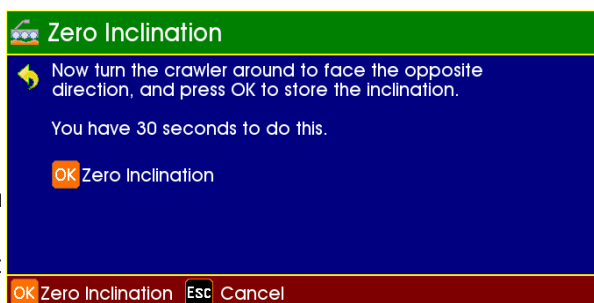 Zero Inclination
Now turn the crawler around to face the opposite
direction, and press OK to store the inclination.
You have 30 seconds to do this.
OK Zero Inclination
OK Zero Inclination Esc Cancel